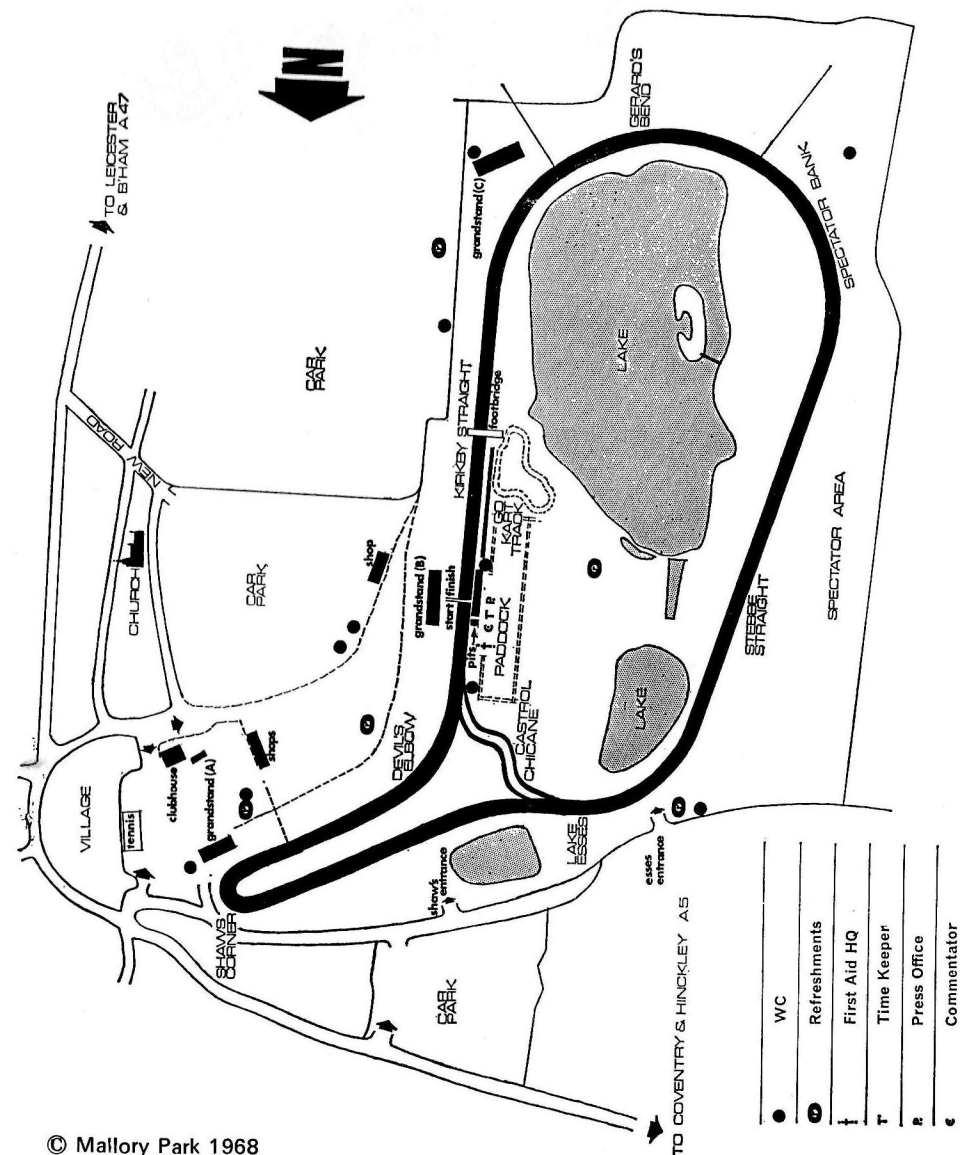 N
TO LEICESTER
& B'HAM A47
NEW ROAD
CHURCH
VILLAGE
tennis
clubhouse
grandstand (A)
shops
CAR
PARK
shop
CAR
PARK
grandstand (B)
start
finish
grandstand (C)
GERARD'S
BEND
KIRKBY STRAIGHT
footbridge
GO
KART
TRACK
pits
† C T P.
PADDOCK
CASTROL
CHICANE
DEVIL'S
ELBOW
SHAWS
CORNER
shaw's
entrance
LAKE
ESSES
esses
entrance
LAKE
LAKE
STEBBE
STRAIGHT
SPECTATOR BANK
SPECTATOR AREA
CAR
PARK
TO COVENTRY & HINCKLEY A5
WC
Refreshments
† First Aid HQ
T Time Keeper
P. Press Office
C Commentator
© Mallory Park 1968